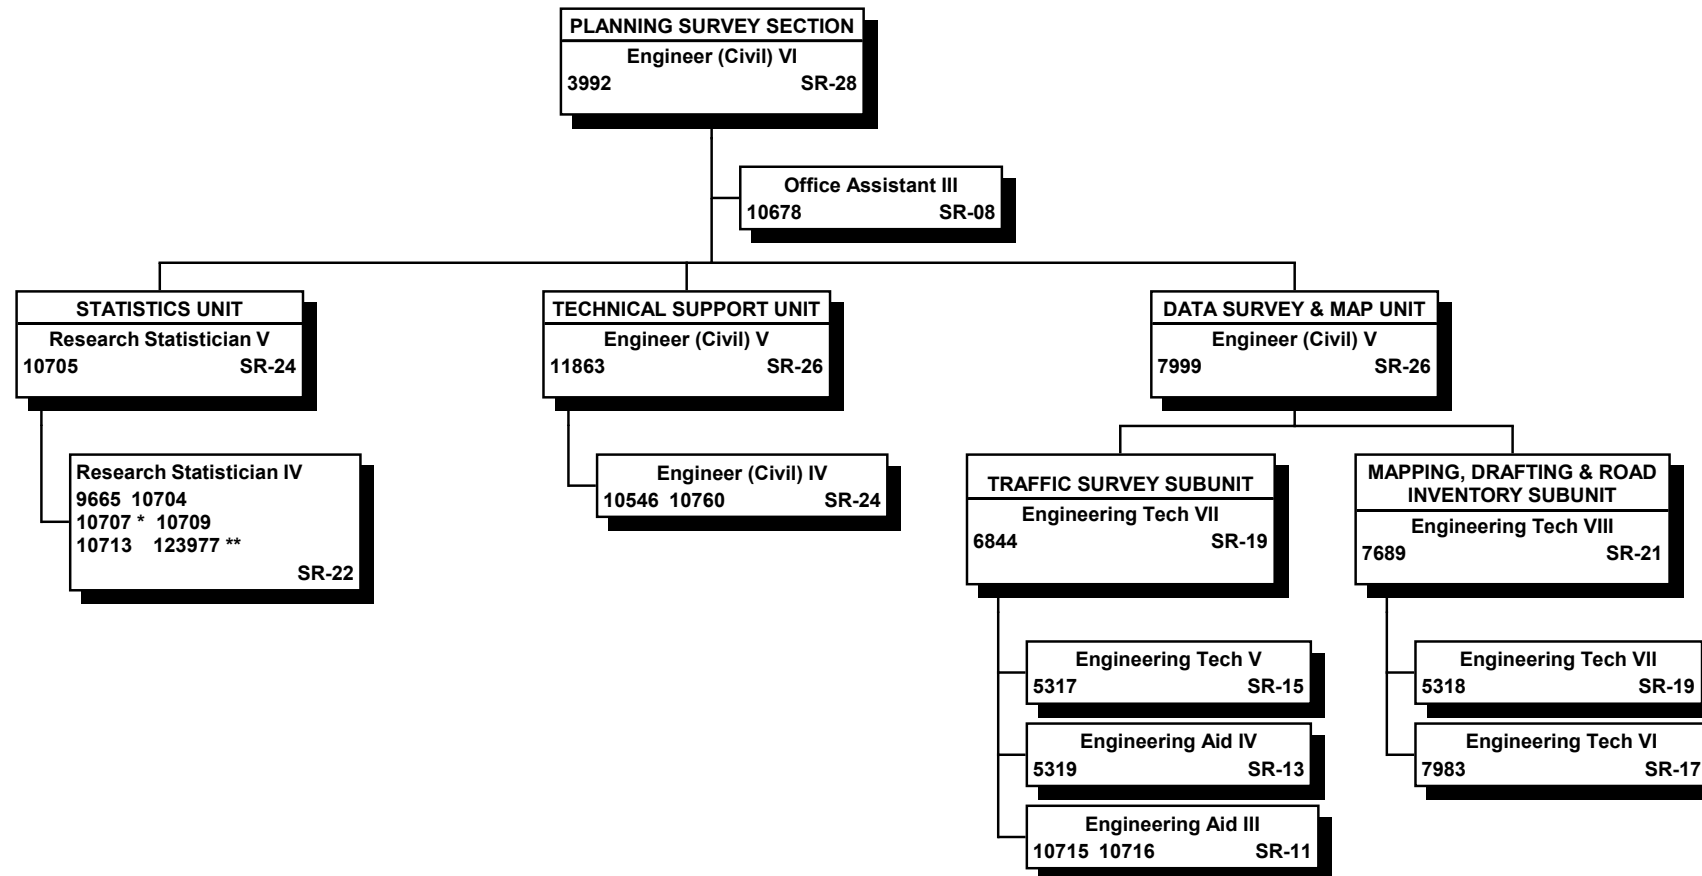 PLANNING SURVEY SECTION
Engineer (Civil) VI
3992 SR-28
Office Assistant III
10678 SR-08
STATISTICS UNIT
Research Statistician V
10705 SR-24
Research Statistician IV
9665 10704
10707 * 10709
10713 123977 **
SR-22
TECHNICAL SUPPORT UNIT
Engineer (Civil) V
11863 SR-26
Engineer (Civil) IV
10546 10760 SR-24
DATA SURVEY & MAP UNIT
Engineer (Civil) V
7999 SR-26
TRAFFIC SURVEY SUBUNIT
Engineering Tech VII
6844 SR-19
Engineering Tech V
5317 SR-15
Engineering Aid IV
5319 SR-13
Engineering Aid III
10715 10716 SR-11
MAPPING, DRAFTING & ROAD
INVENTORY SUBUNIT
Engineering Tech VIII
7689 SR-21
Engineering Tech VII
5318 SR-19
Engineering Tech VI
7983 SR-17